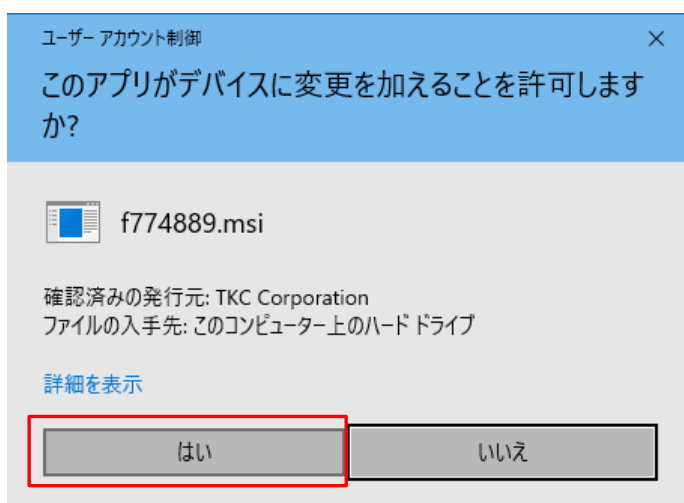 ユーザー アカウント制御
このアプリがデバイスに変更を加えることを許可します
か?
f774889.msi
確認済みの発行元: TKC Corporation
ファイルの入手先: このコンピューター上のハード ドライブ
詳細を表示
はい
いいえ